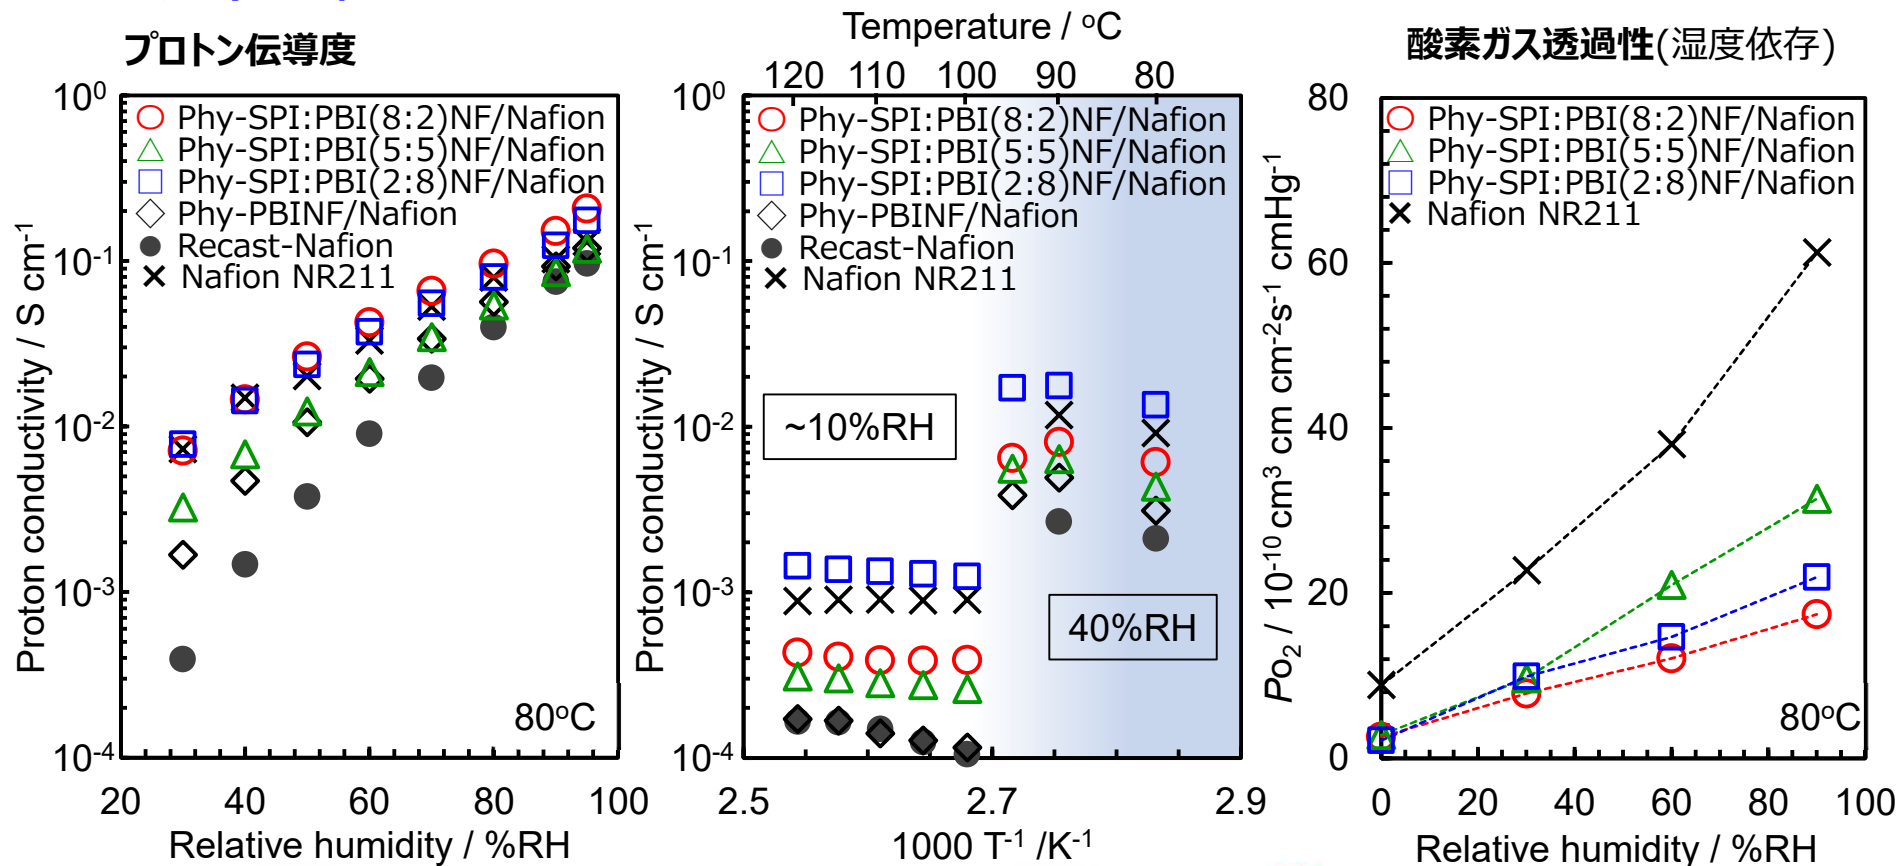 プロトン伝導度
10⁰
10⁻¹
10⁻²
10⁻³
10⁻⁴
Proton conductivity / S cm⁻¹
Phy-SPI:PBI(8:2)NF/Nafion
Phy-SPI:PBI(5:5)NF/Nafion
Phy-SPI:PBI(2:8)NF/Nafion
Phy-PBINF/Nafion
Recast-Nafion
Nafion NR211
80ºC
20 40 60 80 100
Relative humidity / %RH
Temperature / ºC
120 110 100 90 80
10⁰
10⁻¹
10⁻²
10⁻³
10⁻⁴
Proton conductivity / S cm⁻¹
Phy-SPI:PBI(8:2)NF/Nafion
Phy-SPI:PBI(5:5)NF/Nafion
Phy-SPI:PBI(2:8)NF/Nafion
Phy-PBINF/Nafion
Recast-Nafion
Nafion NR211
~10%RH
40%RH
2.5 2.7 2.9
1000 T⁻¹ /K⁻¹
酸素ガス透過性(湿度依存)
80
60
40
20
0
Po₂ / 10⁻¹⁰ cm³ cm cm⁻²s⁻¹ cmHg⁻¹
Phy-SPI:PBI(8:2)NF/Nafion
Phy-SPI:PBI(5:5)NF/Nafion
Phy-SPI:PBI(2:8)NF/Nafion
Nafion NR211
80ºC
0 20 40 60 80 100
Relative humidity / %RH